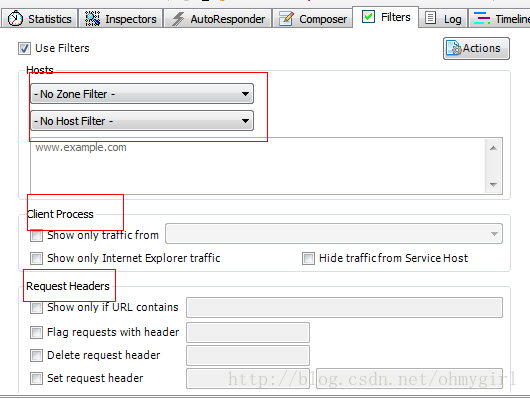 Statistics Inspectors AutoResponder Composer Filters Log Timeline
Use Filters Actions
Hosts
- No Zone Filter -
- No Host Filter -
www.example.com
Client Process
Show only traffic from
Show only Internet Explorer traffic Hide traffic from Service Host
Request Headers
Show only if URL contains
Flag requests with header
Delete request header
Set request header
http://blog.csdn.net/ohmygirl